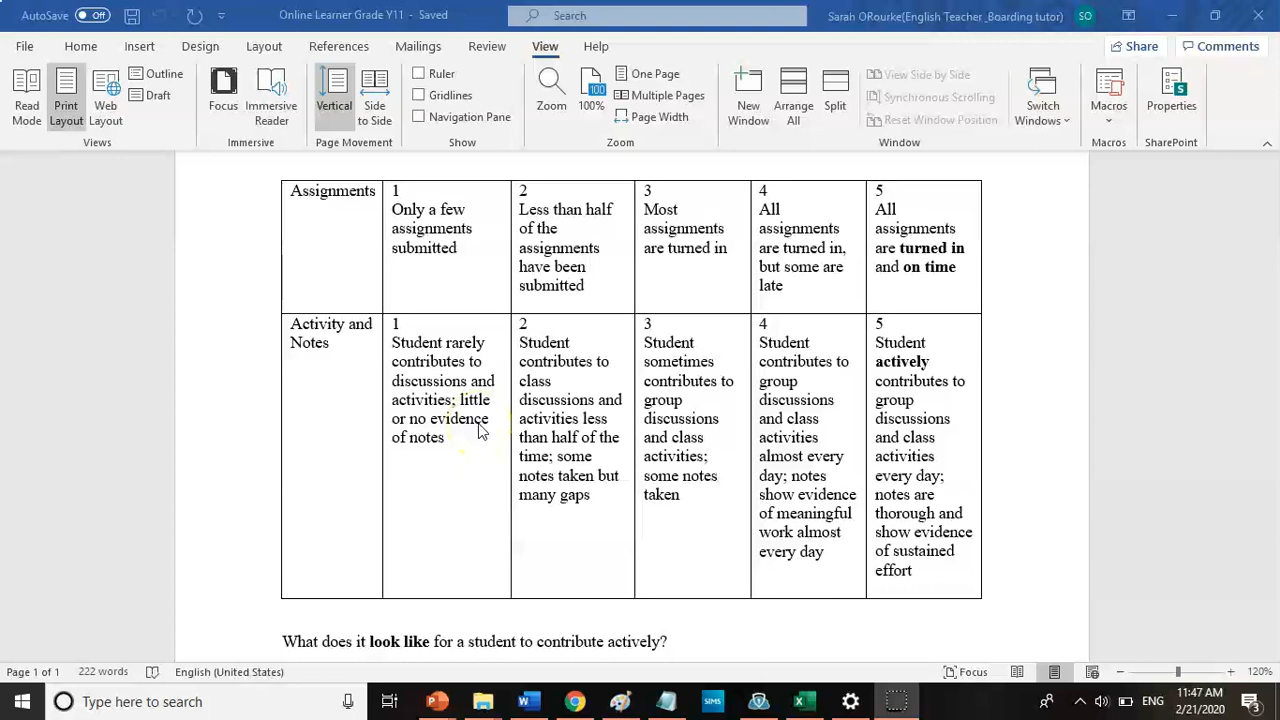 AutoSave Off
Online Learner Grade Y11 - Saved
Search
Sarah ORourke(English Teacher_Boarding tutor)
SO
File
Home
Insert
Design
Layout
References
Mailings
Review
View
Help
Share
Comments
Read Mode
Print Layout
Web Layout
Outline
Draft
Views
Focus
Immersive Reader
Immersive
Vertical
Side to Side
Page Movement
Ruler
Gridlines
Navigation Pane
Show
Zoom
100
100%
One Page
Multiple Pages
Page Width
Zoom
New Window
Arrange All
Split
View Side by Side
Synchronous Scrolling
Reset Window Position
Window
Switch Windows
Macros
Macros
Properties
SharePoint
Assignments
1
Only a few
assignments
submitted
2
Less than half
of the
assignments
have been
submitted
3
Most
assignments
are turned in
4
All
assignments
are turned in,
but some are
late
5
All
assignments
are turned in
and on time
Activity and
Notes
1
Student rarely
contributes to
discussions and
activities; little
or no evidence
of notes
2
Student
contributes to
class
discussions and
activities less
than half of the
time; some
notes taken but
many gaps
3
Student
sometimes
contributes to
group
discussions
and class
activities;
some notes
taken
4
Student
contributes to
group
discussions
and class
activities
almost every
day; notes
show evidence
of meaningful
work almost
every day
5
Student
actively
contributes to
group
discussions
and class
activities
every day;
notes are
thorough and
show evidence
of sustained
effort
What does it look like for a student to contribute actively?
Page 1 of 1
222 words
English (United States)
Focus
120%
Type here to search
SIMS
ENG
11:47 AM
2/21/2020
3